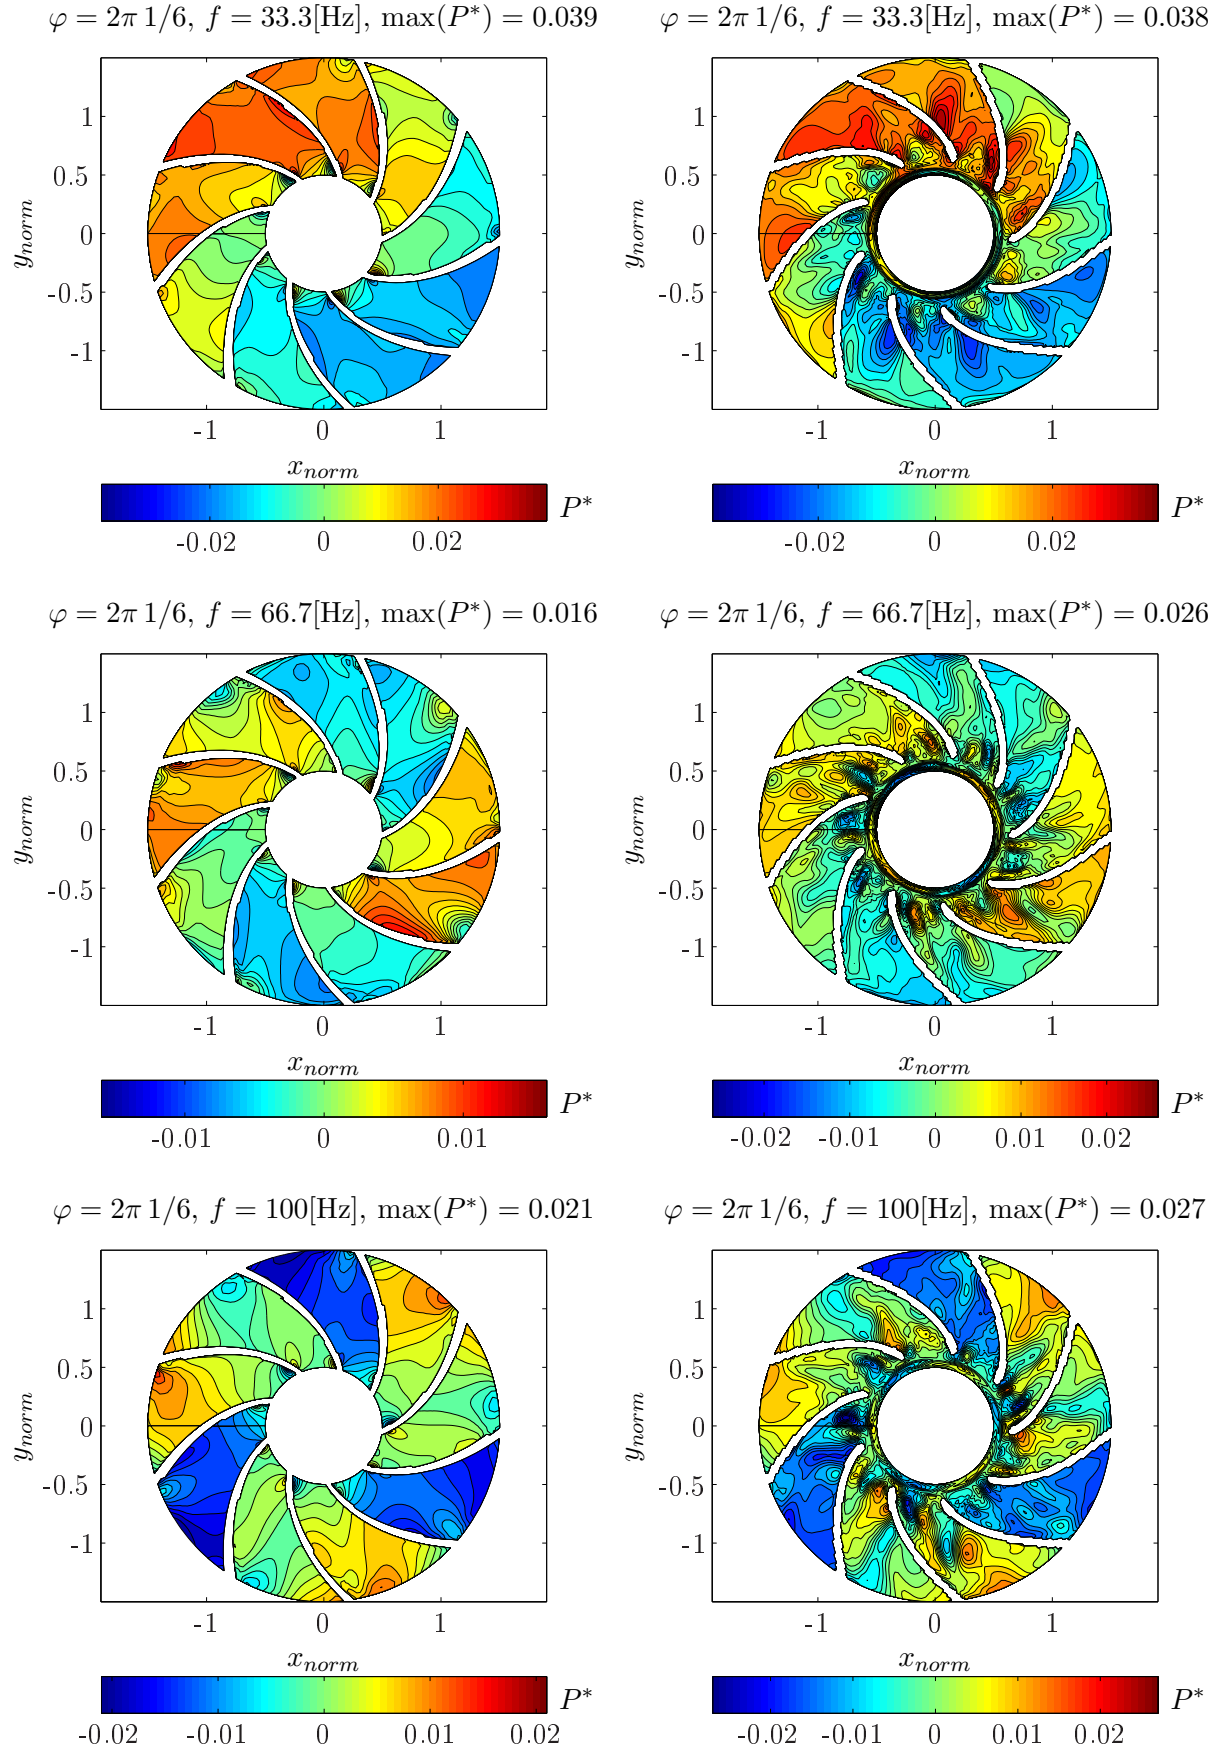 φ = 2π 1/6, f = 33.3[Hz], max(P*) = 0.039
1
0.5
0
-0.5
-1
y_norm
-1 0 1
x_norm
P*
-0.02 0 0.02
φ = 2π 1/6, f = 33.3[Hz], max(P*) = 0.038
1
0.5
0
-0.5
-1
y_norm
-1 0 1
x_norm
P*
-0.02 0 0.02
φ = 2π 1/6, f = 66.7[Hz], max(P*) = 0.016
1
0.5
0
-0.5
-1
y_norm
-1 0 1
x_norm
P*
-0.01 0 0.01
φ = 2π 1/6, f = 66.7[Hz], max(P*) = 0.026
1
0.5
0
-0.5
-1
y_norm
-1 0 1
x_norm
P*
-0.02 -0.01 0 0.01 0.02
φ = 2π 1/6, f = 100[Hz], max(P*) = 0.021
1
0.5
0
-0.5
-1
y_norm
-1 0 1
x_norm
P*
-0.02 -0.01 0 0.01 0.02
φ = 2π 1/6, f = 100[Hz], max(P*) = 0.027
1
0.5
0
-0.5
-1
y_norm
-1 0 1
x_norm
P*
-0.02 -0.01 0 0.01 0.02